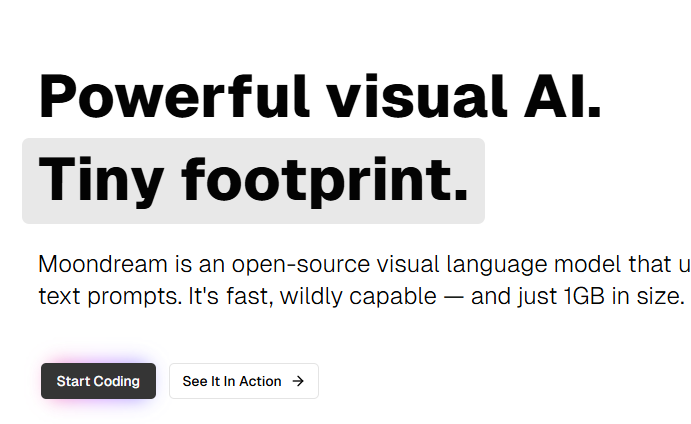 Powerful visual AI.
Tiny footprint.
Moondream is an open-source visual language model that u
text prompts. It's fast, wildly capable — and just 1GB in size.
Start Coding
See It In Action →